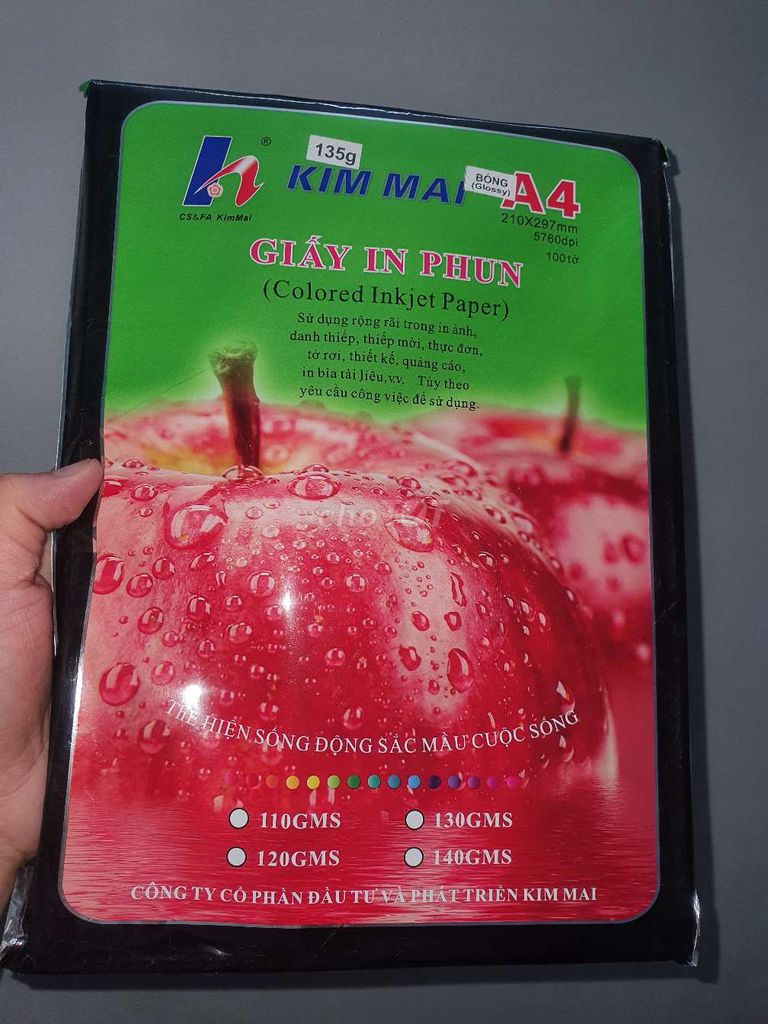 ®
135g
KIM MAI
BÓNG
(Glossy)
A4
CS&FA KimMai
210X297mm
5760dpi
100tờ
GIẤY IN PHUN
(Colored Inkjet Paper)
Sử dụng rộng rãi trong in ảnh,
danh thiếp, thiếp mời, thực đơn,
tờ rơi, thiết kế, quảng cáo,
in bìa tài liêu,v.v. Tùy theo
yêu cầu công việc để sử dụng.
THỂ HIỆN SỐNG ĐỘNG SẮC MẦU CUỘC SỐNG
110GMS
130GMS
120GMS
140GMS
CÔNG TY CỔ PHẦN ĐẦU TƯ VÀ PHÁT TRIỂN KIM MAI